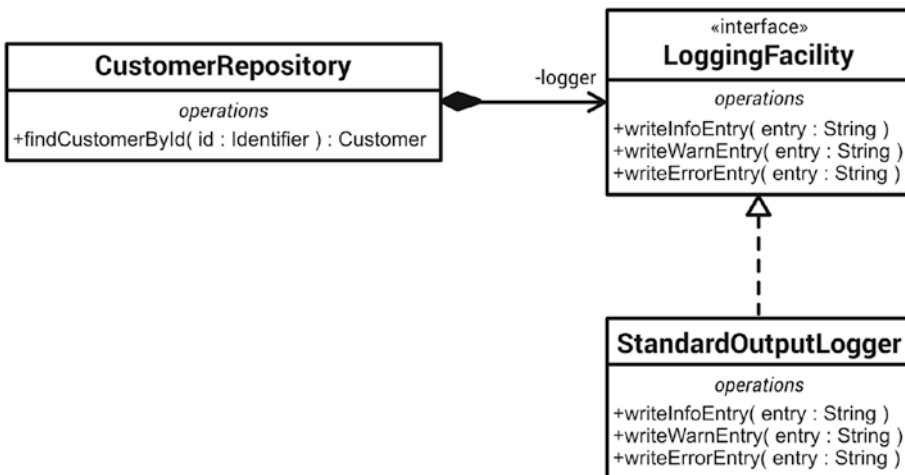 CustomerRepository
operations
+findCustomerById( id : Identifier ) : Customer
-logger
«interface»
LoggingFacility
operations
+writeInfoEntry( entry : String )
+writeWarnEntry( entry : String )
+writeErrorEntry( entry : String )
StandardOutputLogger
operations
+writeInfoEntry( entry : String )
+writeWarnEntry( entry : String )
+writeErrorEntry( entry : String )